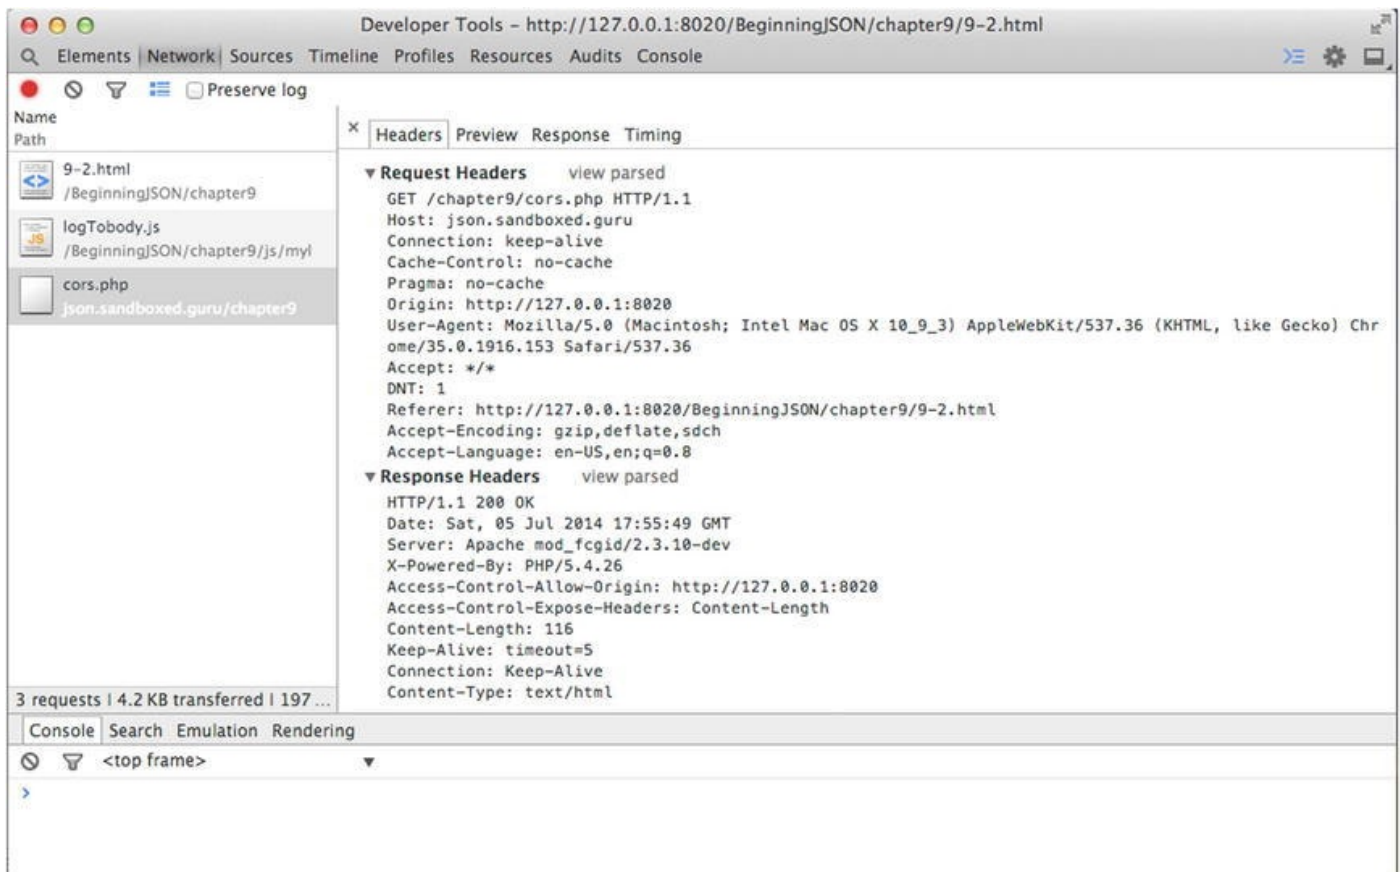 Developer Tools – http://127.0.0.1:8020/BeginningJSON/chapter9/9-2.html
Elements Network Sources Timeline Profiles Resources Audits Console
Preserve log
Name
Path
9-2.html
/BeginningJSON/chapter9
logTobody.js
/BeginningJSON/chapter9/js/myl
cors.php
json.sandboxed.guru/chapter9
3 requests | 4.2 KB transferred | 197 ...
× Headers Preview Response Timing
▼ Request Headers view parsed
GET /chapter9/cors.php HTTP/1.1
Host: json.sandboxed.guru
Connection: keep-alive
Cache-Control: no-cache
Pragma: no-cache
Origin: http://127.0.0.1:8020
User-Agent: Mozilla/5.0 (Macintosh; Intel Mac OS X 10_9_3) AppleWebKit/537.36 (KHTML, like Gecko) Chr
ome/35.0.1916.153 Safari/537.36
Accept: */*
DNT: 1
Referer: http://127.0.0.1:8020/BeginningJSON/chapter9/9-2.html
Accept-Encoding: gzip,deflate,sdch
Accept-Language: en-US,en;q=0.8
▼ Response Headers view parsed
HTTP/1.1 200 OK
Date: Sat, 05 Jul 2014 17:55:49 GMT
Server: Apache mod_fcgid/2.3.10-dev
X-Powered-By: PHP/5.4.26
Access-Control-Allow-Origin: http://127.0.0.1:8020
Access-Control-Expose-Headers: Content-Length
Content-Length: 116
Keep-Alive: timeout=5
Connection: Keep-Alive
Content-Type: text/html
Console Search Emulation Rendering
<top frame> ▼
>